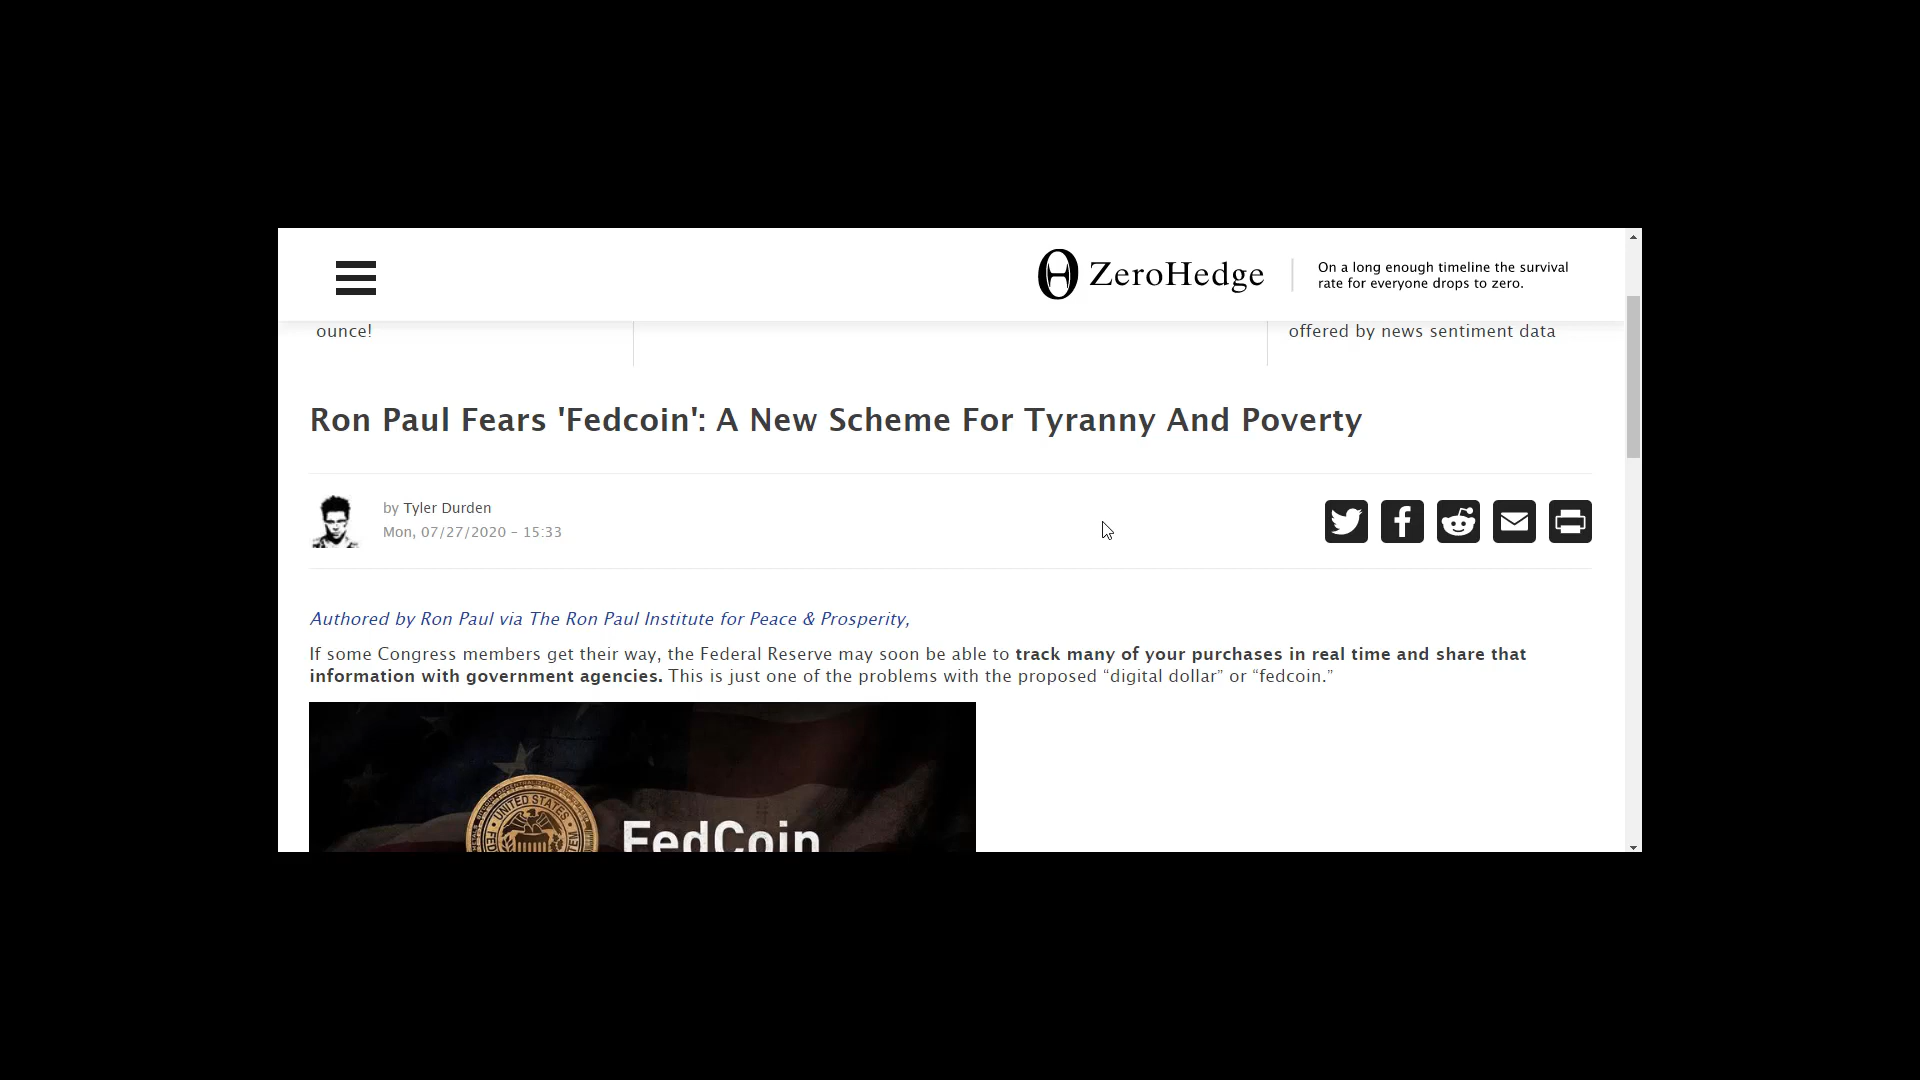 ZeroHedge
On a long enough timeline the survival
rate for everyone drops to zero.
ounce!
offered by news sentiment data
Ron Paul Fears 'Fedcoin': A New Scheme For Tyranny And Poverty
by Tyler Durden
Mon, 07/27/2020 - 15:33
Authored by Ron Paul via The Ron Paul Institute for Peace & Prosperity,
If some Congress members get their way, the Federal Reserve may soon be able to track many of your purchases in real time and share that
information with government agencies. This is just one of the problems with the proposed “digital dollar” or “fedcoin.”
UNITED STATES
FedCoin